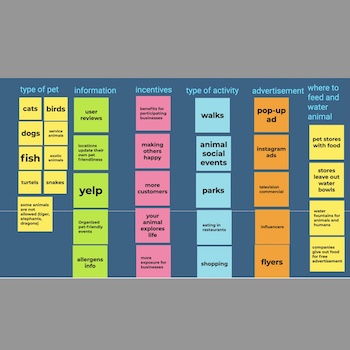 type of pet
cats
birds
dogs
service
animals
fish
exotic
animals
turtels
snakes
some animals
are not
allowed (tiger,
elephants,
dragons)
information
user
reviews
locations
update their
own pet
friendliness
yelp
Organized
pet-friendly
events
allergens
info
incentives
benefits for
participating
businesses
making
others
happy
more
customers
your
animal
explores
life
more
exposure for
businesses
type of activity
walks
animal
social
events
parks
eating in
restaurants
shopping
advertisement
pop-up
ad
instagram
ads
television
commercial
influencers
flyers
where to
feed and
water
animal
pet stores
with food
stores
leave out
water
bowls
water
fountains for
animals and
humans
companies
give out food
for free
advertisement